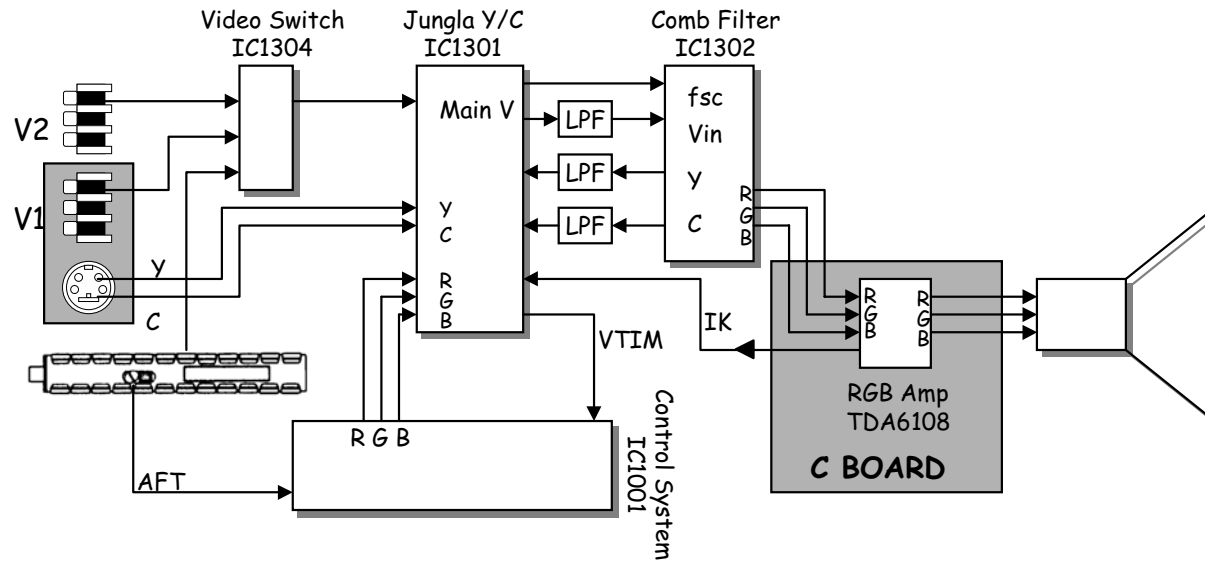 Video Switch
IC1304
Jungla Y/C
IC1301
Comb Filter
IC1302
V2
V1
Y
C
Main V
Y
C
R
G
B
LPF
LPF
LPF
fsc
Vin
Y
C
R
G
B
IK
VTIM
R
G
B
R
G
B
RGB Amp
TDA6108
C BOARD
AFT
R G B
Control System
IC1001